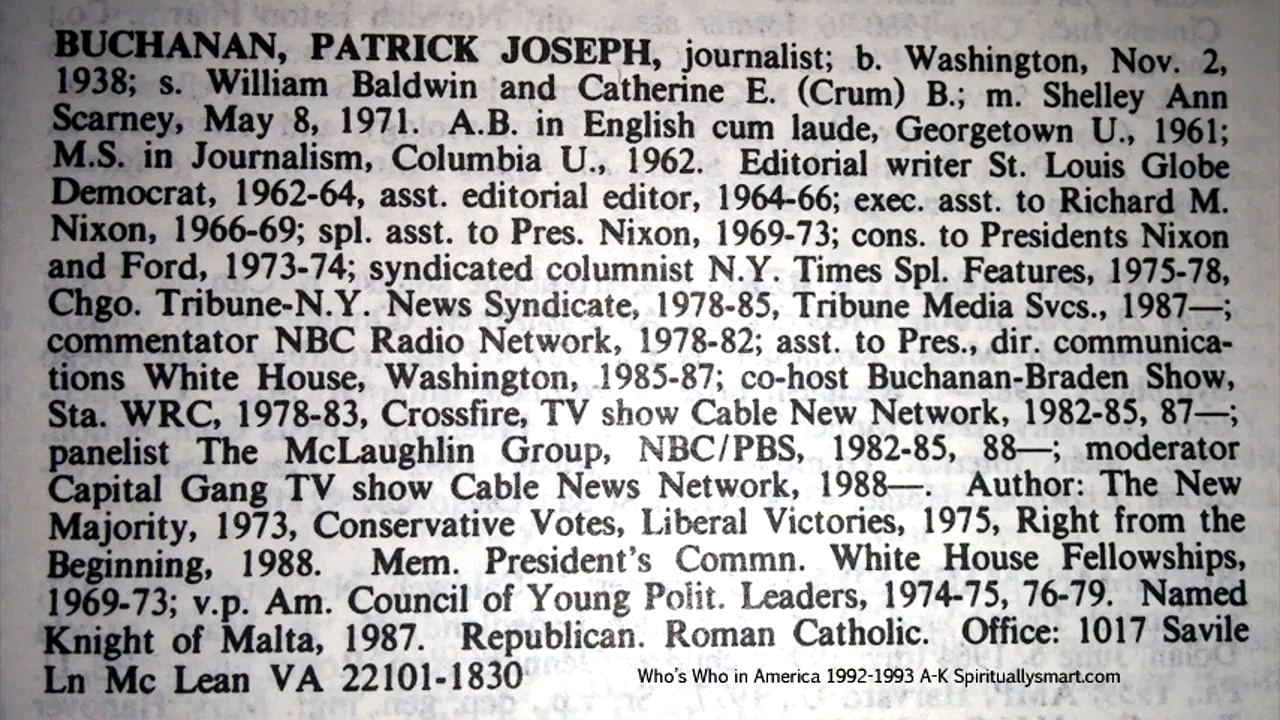 BUCHANAN, PATRICK JOSEPH, journalist; b. Washington, Nov. 2,
1938; s. William Baldwin and Catherine E. (Crum) B.; m. Shelley Ann
Scarney, May 8, 1971. A.B. in English cum laude, Georgetown U., 1961;
M.S. in Journalism, Columbia U., 1962. Editorial writer St. Louis Globe
Democrat, 1962-64, asst. editorial editor, 1964-66; exec. asst. to Richard M.
Nixon, 1966-69; spl. asst. to Pres. Nixon, 1969-73; cons. to Presidents Nixon
and Ford, 1973-74; syndicated columnist N.Y. Times Spl. Features, 1975-78,
Chgo. Tribune-N.Y. News Syndicate, 1978-85, Tribune Media Svcs., 1987—;
commentator NBC Radio Network, 1978-82; asst. to Pres., dir. communica-
tions White House, Washington, 1985-87; co-host Buchanan-Braden Show,
Sta. WRC, 1978-83, Crossfire, TV show Cable New Network, 1982-85, 87—;
panelist The McLaughlin Group, NBC/PBS, 1982-85, 88—; moderator
Capital Gang TV show Cable News Network, 1988—. Author: The New
Majority, 1973, Conservative Votes, Liberal Victories, 1975, Right from the
Beginning, 1988. Mem. President's Commn. White House Fellowships,
1969-73; v.p. Am. Council of Young Polit. Leaders, 1974-75, 76-79. Named
Knight of Malta, 1987. Republican. Roman Catholic. Office: 1017 Savile
Ln Mc Lean VA 22101-1830
Who's Who in America 1992-1993 A-K Spirituallysmart.com